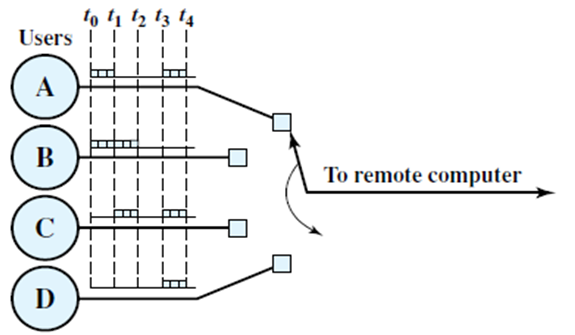 t0 t1 t2 t3 t4
Users
A
B
To remote computer
C
D